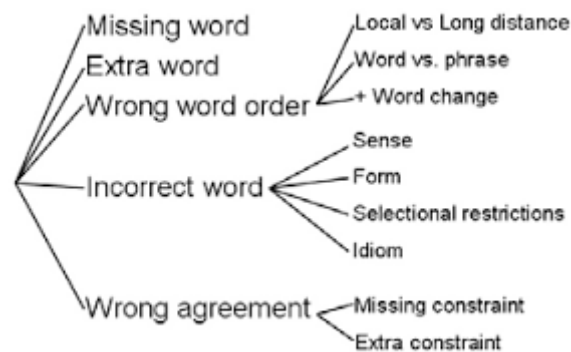 Missing word
Extra word
Wrong word order
Local vs Long distance
Word vs. phrase
+ Word change
Incorrect word
Sense
Form
Selectional restrictions
Idiom
Wrong agreement
Missing constraint
Extra constraint